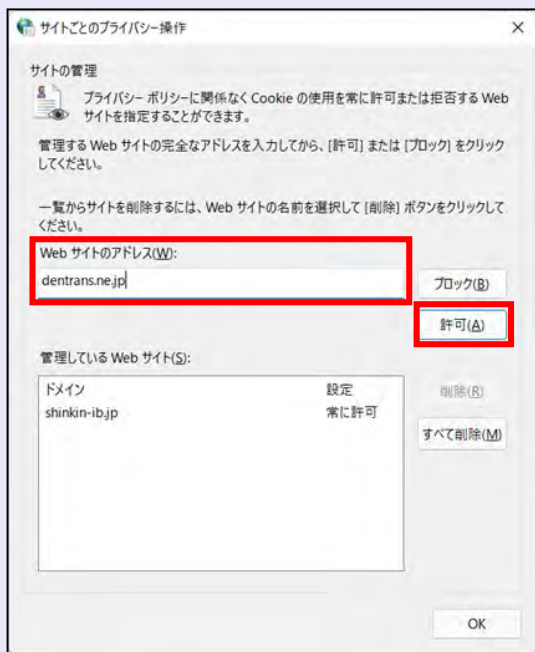 サイトごとのプライバシー操作
サイトの管理
プライバシー ポリシーに関係なく Cookie の使用を常に許可または拒否する Web
サイトを指定することができます。
管理する Web サイトの完全なアドレスを入力してから、[許可] または [ブロック] をクリック
してください。
一覧からサイトを削除するには、Web サイトの名前を選択して [削除] ボタンをクリックして
ください。
Web サイトのアドレス(W):
dentrans.ne.jp
ブロック(B)
許可(A)
管理している Web サイト(S):
ドメイン 設定
shinkin-ib.jp 常に許可
削除(R)
すべて削除(M)
OK